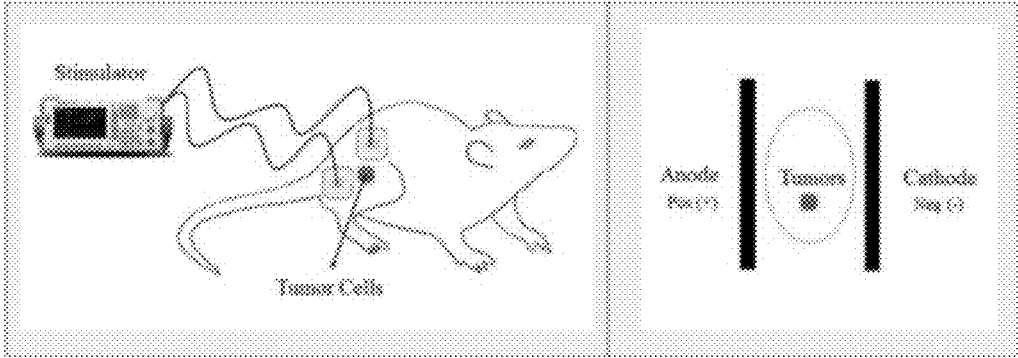 Stimulator
Tumor Cells
Anode
Pos (+)
Tumors
Cathode
Neg (-)